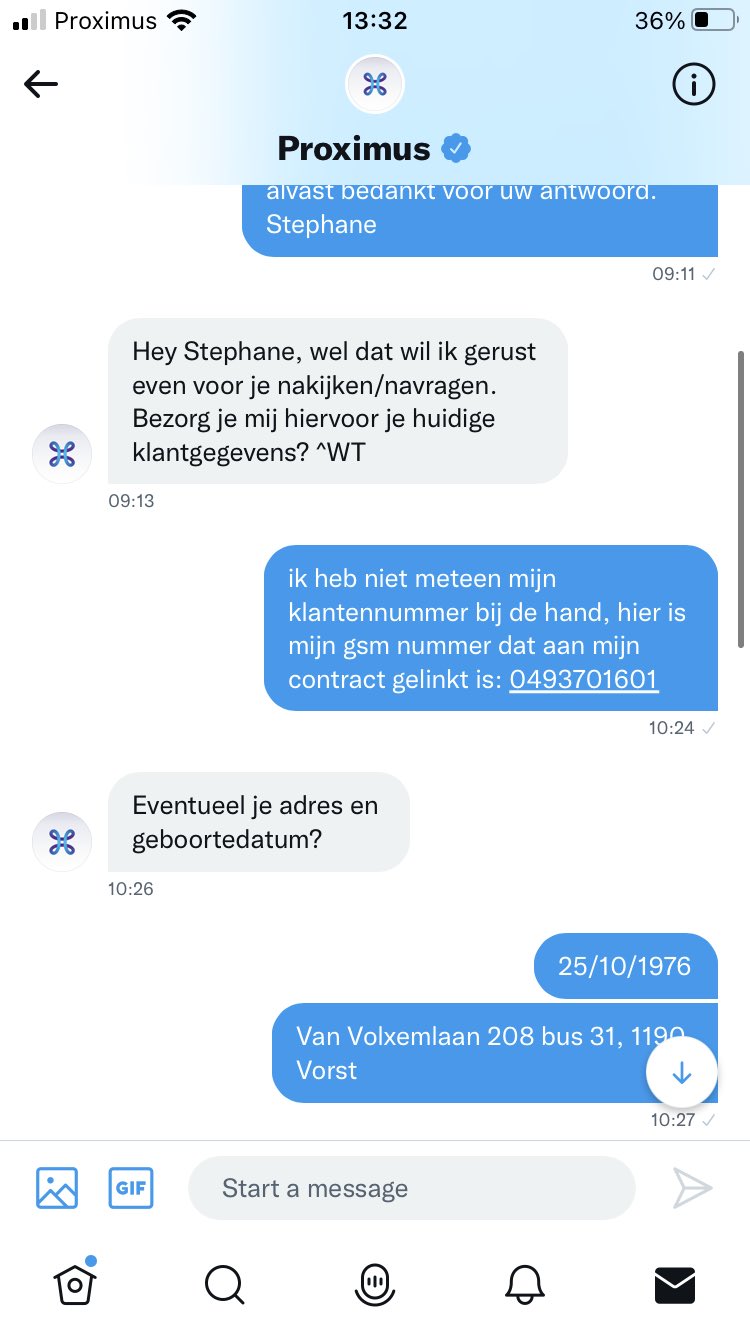 Proximus
13:32
36%
Proximus
alvast bedankt voor uw antwoord.
Stephane
09:11
Hey Stephane, wel dat wil ik gerust
even voor je nakijken/navragen.
Bezorg je mij hiervoor je huidige
klantgegevens? ^WT
09:13
ik heb niet meteen mijn
klantennummer bij de hand, hier is
mijn gsm nummer dat aan mijn
contract gelinkt is: 0493701601
10:24
Eventueel je adres en
geboortedatum?
10:26
25/10/1976
Van Volxemlaan 208 bus 31, 1190
Vorst
10:27
GIF
Start a message